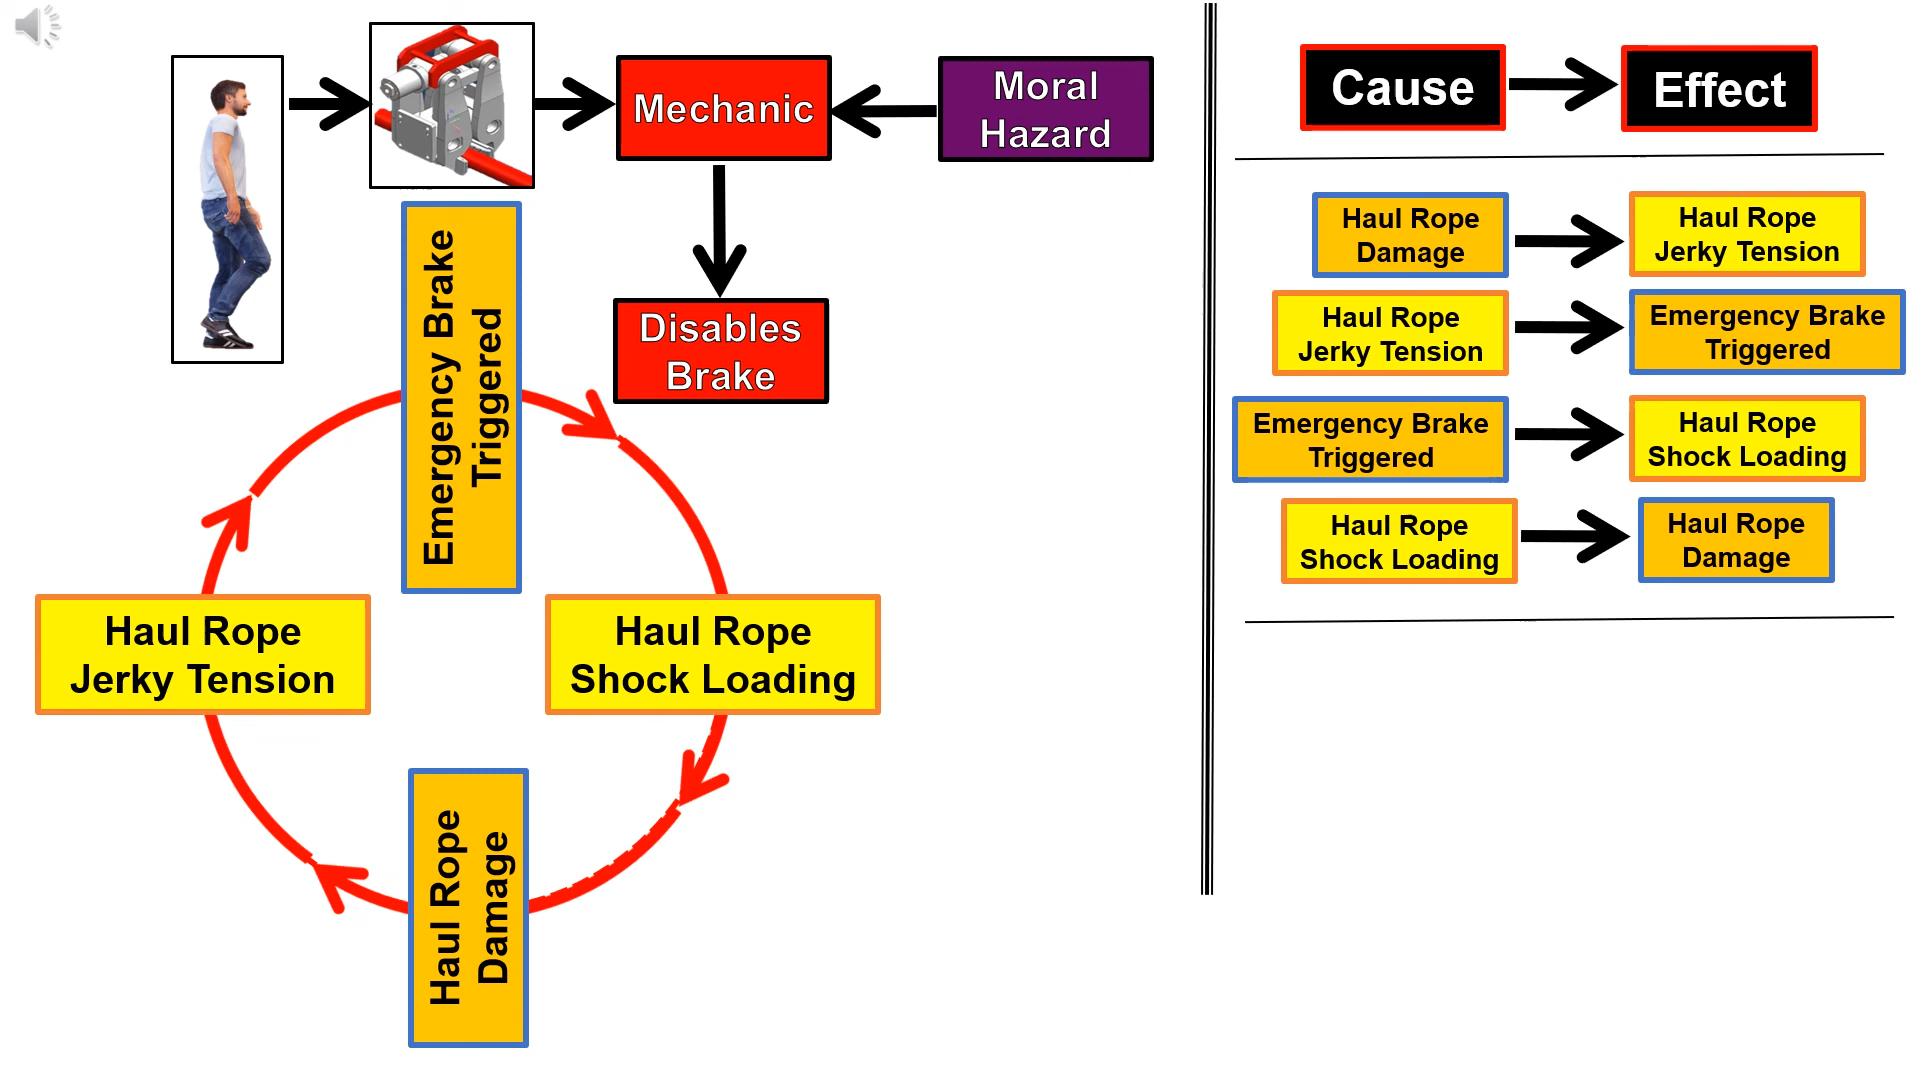 Mechanic
Moral
Hazard
Disables
Brake
Emergency Brake
Triggered
Haul Rope
Jerky Tension
Haul Rope
Shock Loading
Haul Rope
Damage
Cause
Effect
Haul Rope
Damage
Haul Rope
Jerky Tension
Haul Rope
Jerky Tension
Emergency Brake
Triggered
Emergency Brake
Triggered
Haul Rope
Shock Loading
Haul Rope
Shock Loading
Haul Rope
Damage